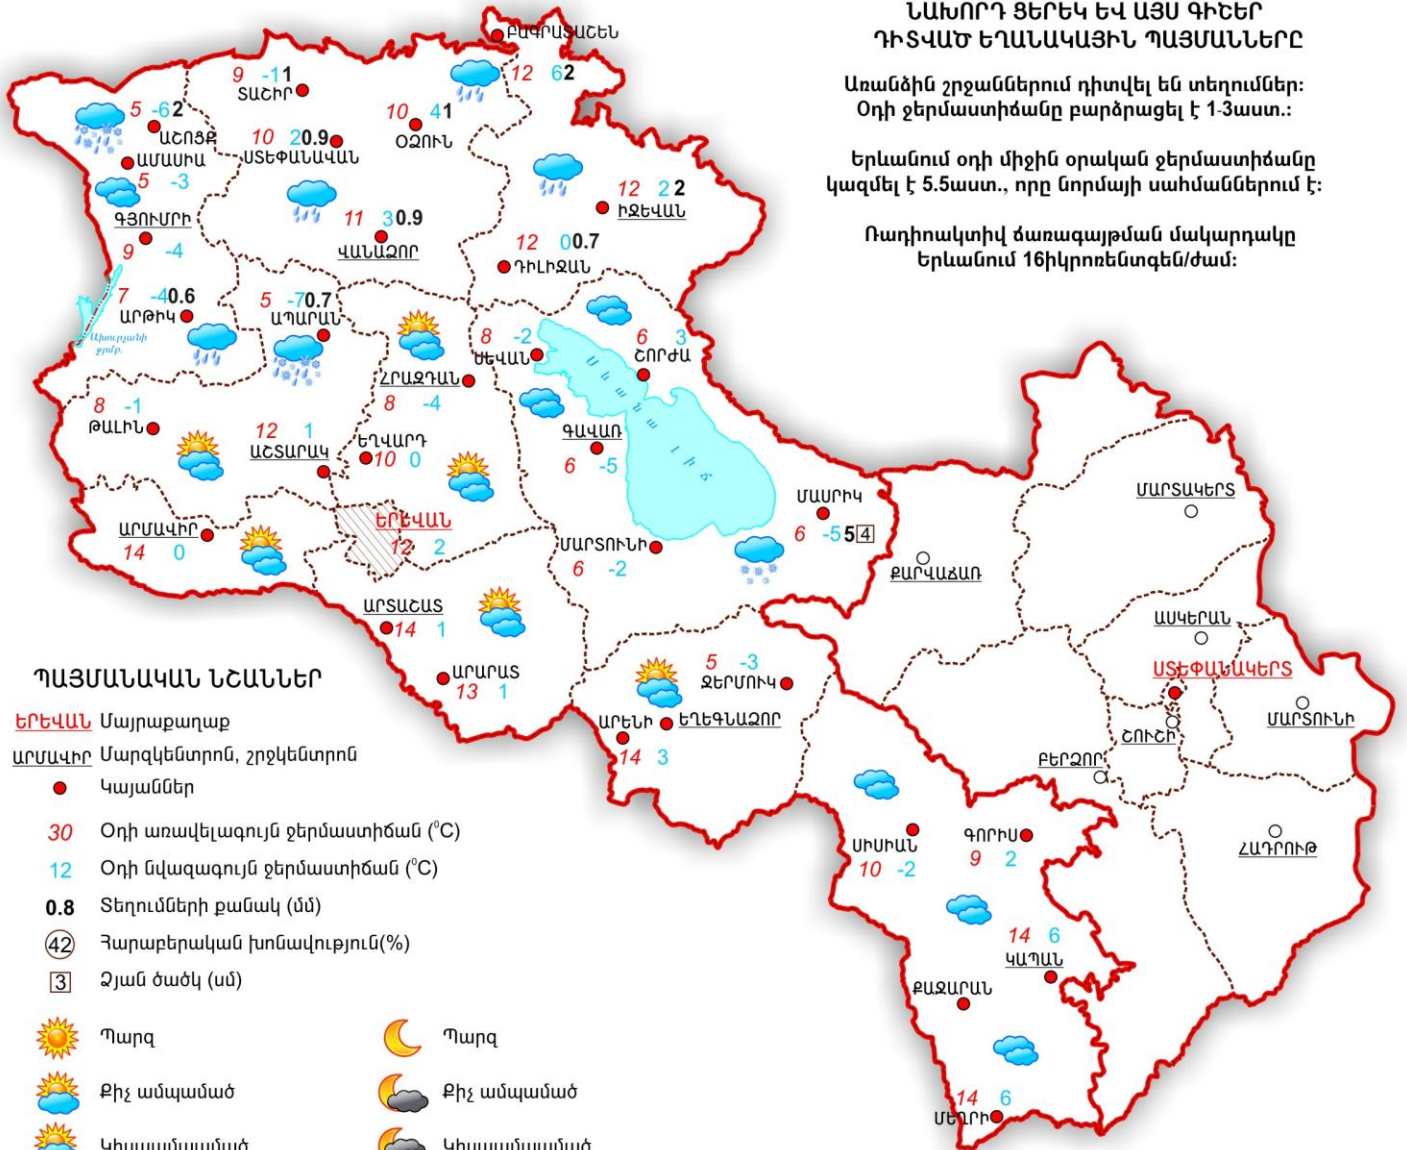 ՆԱԽՈՐԴ ՑԵՐԵԿ ԵՎ ԱՅՍ ԳԻՇԵՐ
ԴԻՏՎԱԾ ԵՂԱՆԱԿԱՅԻՆ ՊԱՅՄԱՆՆԵՐԸ
Առանձին շրջաններում դիտվել են տեղումներ:
Օդի ջերմաստիճանը բարձրացել է 1-3աստ.:
Երևանում օդի միջին օրական ջերմաստիճանը
կազմել է 5.5աստ., որը նորմայի սահմաններում է:
Ռադիոակտիվ ճառագայթման մակարդակը
Երևանում 16իկրոռենտգեն/ժամ:
ԲԱԳՐԱՏԱՇԵՆ
12 6 2
9 -1 1
ՏԱՇԻՐ
5 -6 2
ԱՇՈՑՔ
10 4 1
ՕՁՈՒՆ
10 2 0.9
ՍՏԵՓԱՆԱՎԱՆ
ԱՄԱՍԻԱ
5 -3
12 2 2
ԻՋԵՎԱՆ
ԳՅՈՒՄՐԻ
9 -4
11 3 0.9
ՎԱՆԱՁՈՐ
12 0 0.7
ԴԻԼԻՋԱՆ
7 -4 0.6
ԱՐԹԻԿ
5 -7 0.7
ԱՊԱՐԱՆ
Ախուրյանի
ջրմբ.
8 -2
ՍԵՎԱՆ
6 3
ՇՈՐԺԱ
Սևանա լիճ
ՀՐԱԶԴԱՆ
8 -4
8 -1
ԹԱԼԻՆ
12 1
ԱՇՏԱՐԱԿ
ԵՂՎԱՐԴ
10 0
ԳԱՎԱՌ
6 -5
ՄԱՍՐԻԿ
6 -5 5 4
ԱՐՄԱՎԻՐ
14 0
ԵՐԵՎԱՆ
12 2
ՄԱՐՏՈՒՆԻ
6 -2
ՄԱՐՏԱԿԵՐՏ
ՔԱՐՎԱՃԱՌ
ԱՐՏԱՇԱՏ
14 1
ԱՍԿԵՐԱՆ
ԱՐԱՐԱՏ
13 1
5 -3
ՋԵՐՄՈՒԿ
ՍՏԵՓԱՆԱԿԵՐՏ
ԱՐԵՆԻ
14 3
ԵՂԵԳՆԱՁՈՐ
ՄԱՐՏՈՒՆԻ
ՇՈՒՇԻ
ԲԵՐՁՈՐ
ՍԻՍԻԱՆ
10 -2
ԳՈՐԻՍ
9 2
ՀԱԴՐՈՒԹ
14 6
ԿԱՊԱՆ
ՔԱՋԱՐԱՆ
14 6
ՄԵՂՐԻ
ՊԱՅՄԱՆԱԿԱՆ ՆՇԱՆՆԵՐ
ԵՐԵՎԱՆ Մայրաքաղաք
ԱՐՄԱՎԻՐ Մարզկենտրոն, շրջկենտրոն
Կայաններ
30 Օդի առավելագույն ջերմաստիճան (⁰C)
12 Օդի նվազագույն ջերմաստիճան (⁰C)
0.8 Տեղումների քանակ (մմ)
42 Հարաբերական խոնավություն(%)
3 Ձյան ծածկ (սմ)
Պարզ Պարզ
Քիչ ամպամած Քիչ ամպամած